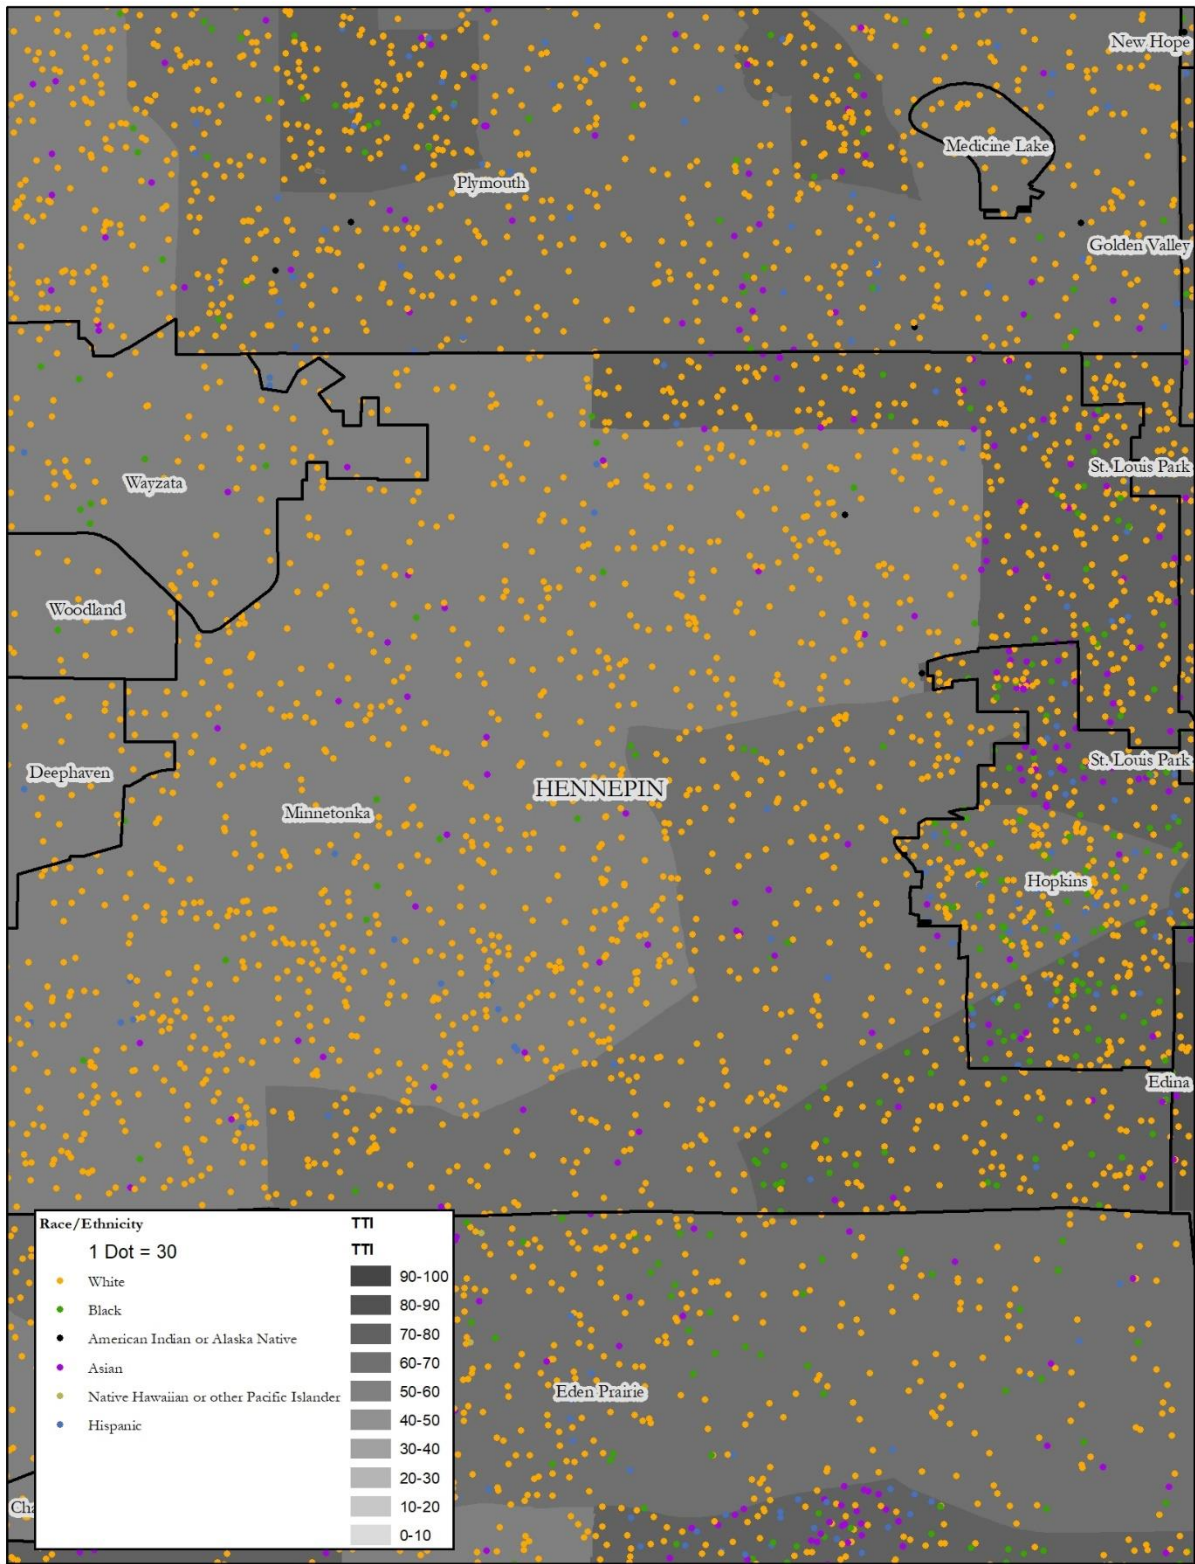 New Hope
Medicine Lake
Plymouth
Golden Valley
St. Louis Park
Wayzata
Woodland
St. Louis Park
Deephaven
HENNEPIN
Minnetonka
Hopkins
Edina
Race/Ethnicity
1 Dot = 30
White
Black
American Indian or Alaska Native
Asian
Native Hawaiian or other Pacific Islander
Hispanic
TTI
TTI
90-100
80-90
70-80
60-70
50-60
40-50
30-40
20-30
10-20
0-10
Eden Prairie
Cha